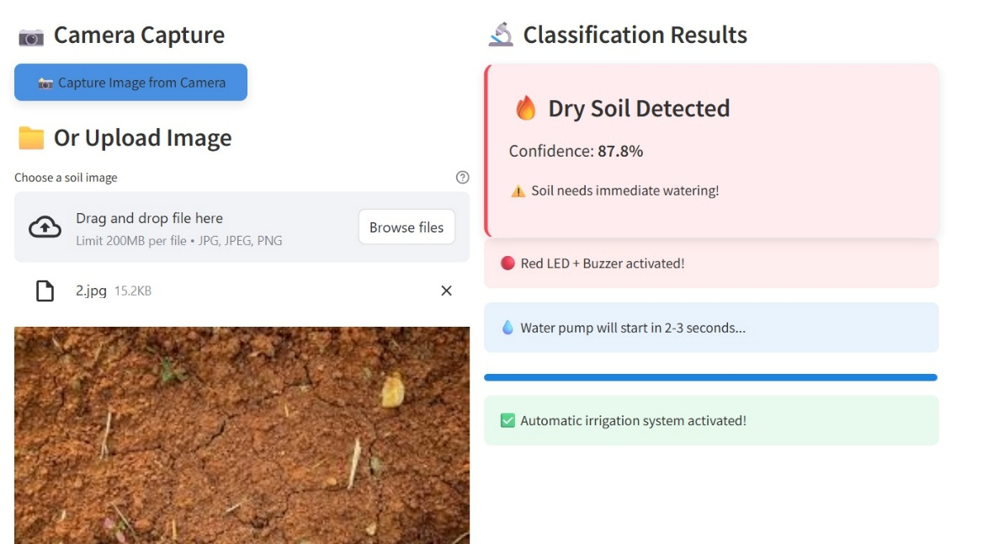 Camera Capture
Capture Image from Camera
Or Upload Image
Choose a soil image
Drag and drop file here
Limit 200MB per file • JPG, JPEG, PNG
Browse files
2.jpg 15.2KB
Classification Results
Dry Soil Detected
Confidence: 87.8%
Soil needs immediate watering!
Red LED + Buzzer activated!
Water pump will start in 2-3 seconds...
Automatic irrigation system activated!